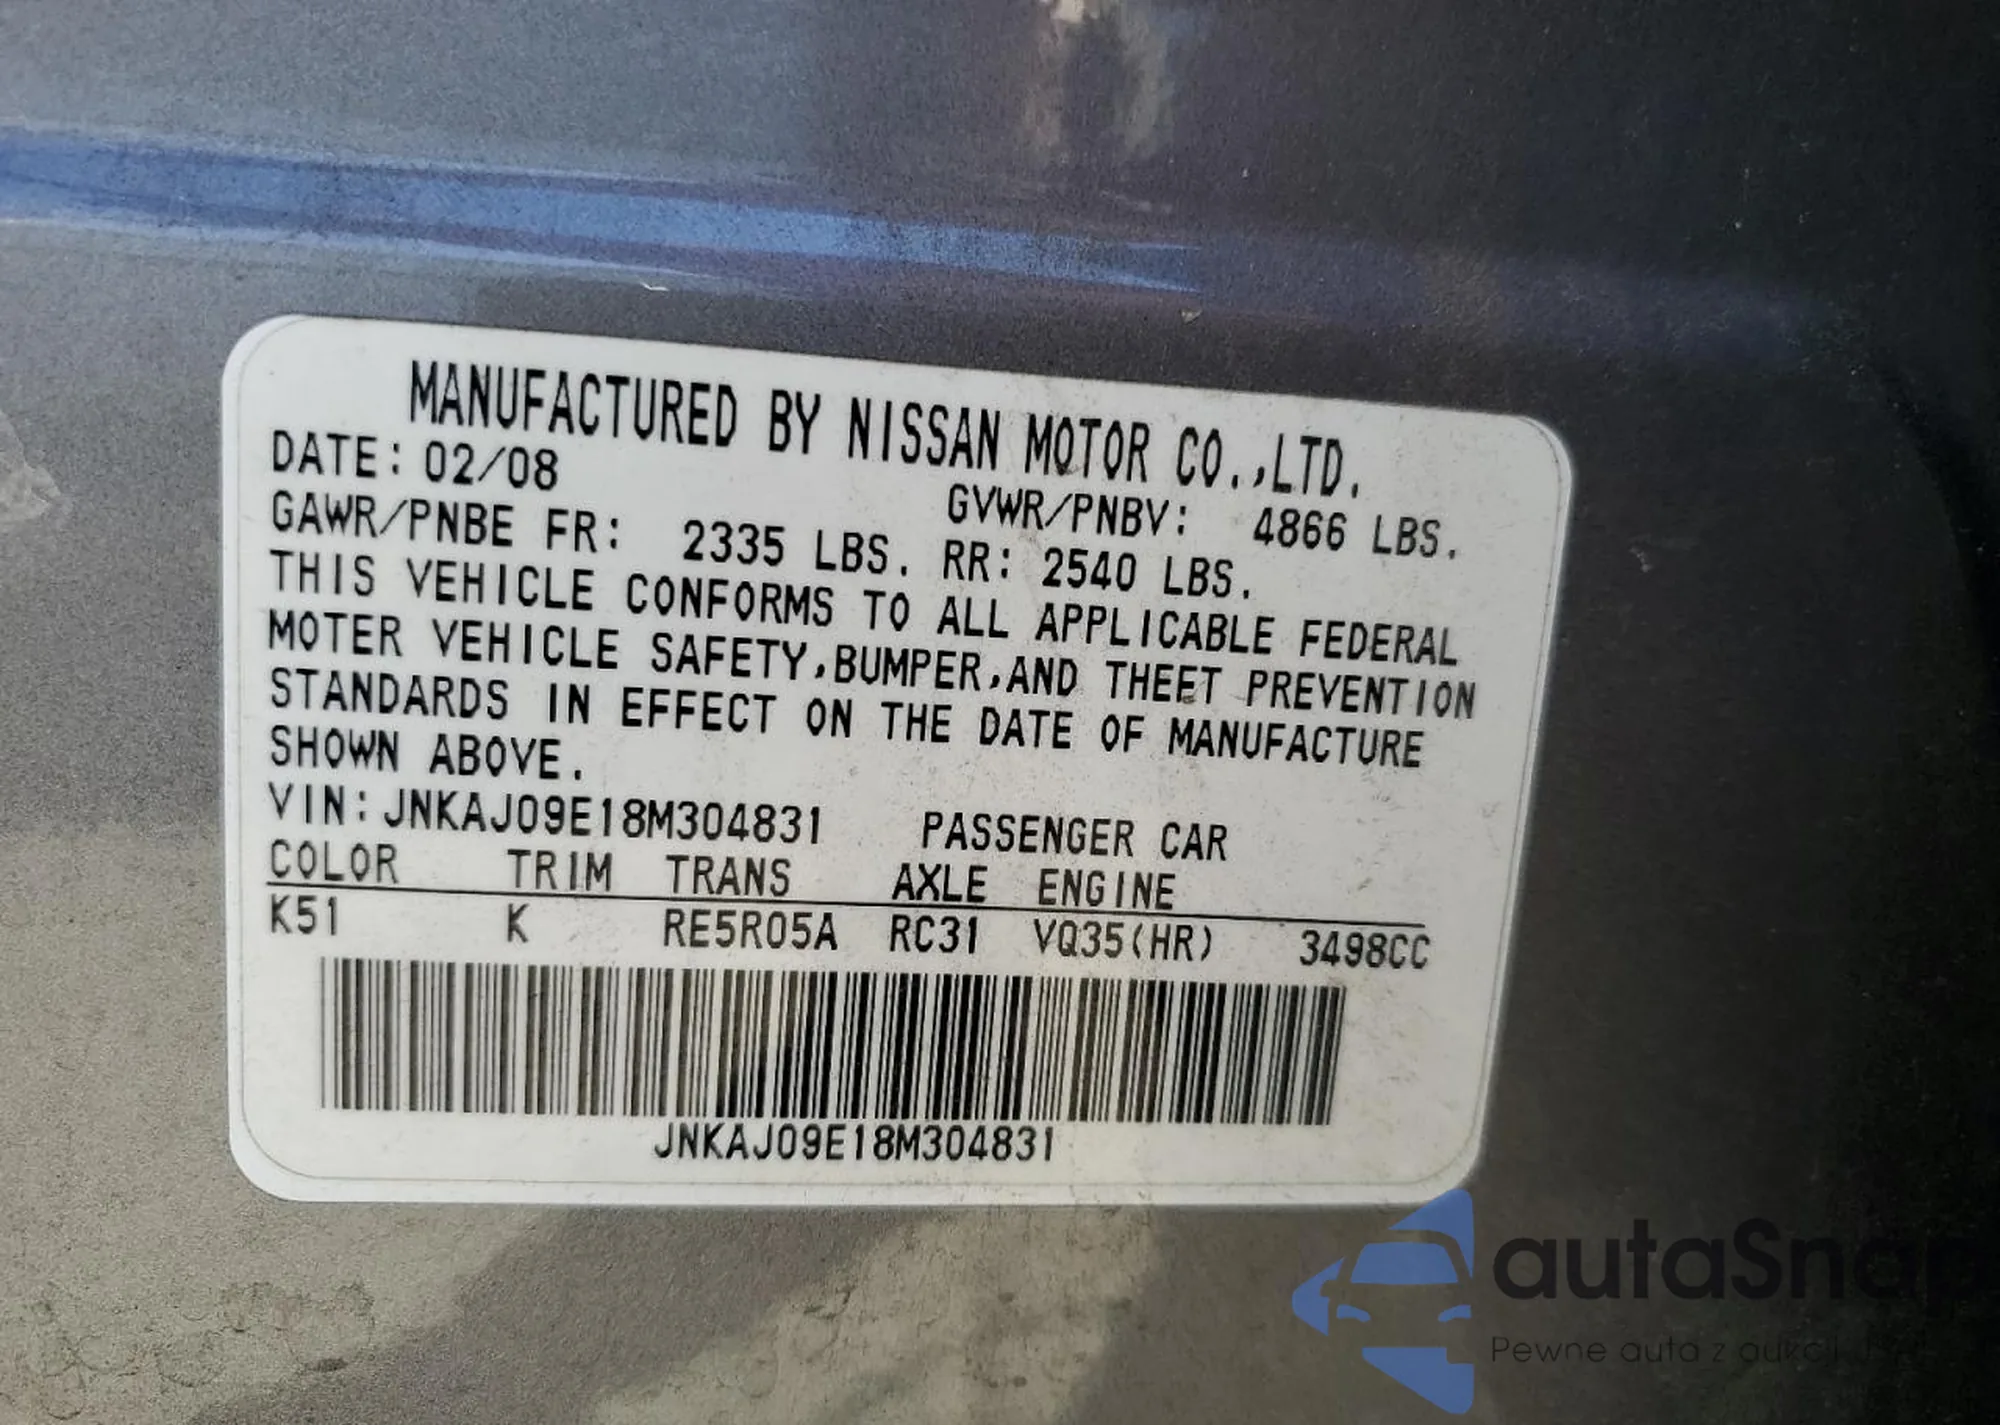 MANUFACTURED BY NISSAN MOTOR CO.,LTD.
DATE: 02/08 GVWR/PNBV: 4866 LBS.
GAWR/PNBE FR: 2335 LBS. RR: 2540 LBS.
THIS VEHICLE CONFORMS TO ALL APPLICABLE FEDERAL
MOTER VEHICLE SAFETY,BUMPER,AND THEFT PREVENTION
STANDARDS IN EFFECT ON THE DATE OF MANUFACTURE
SHOWN ABOVE.
VIN: JNKAJ09E18M304831 PASSENGER CAR
COLOR TRIM TRANS AXLE ENGINE
K51 K RE5R05A RC31 VQ35(HR) 3498CC
JNKAJ09E18M304831
autaSnap
Pewne auta z aukcji